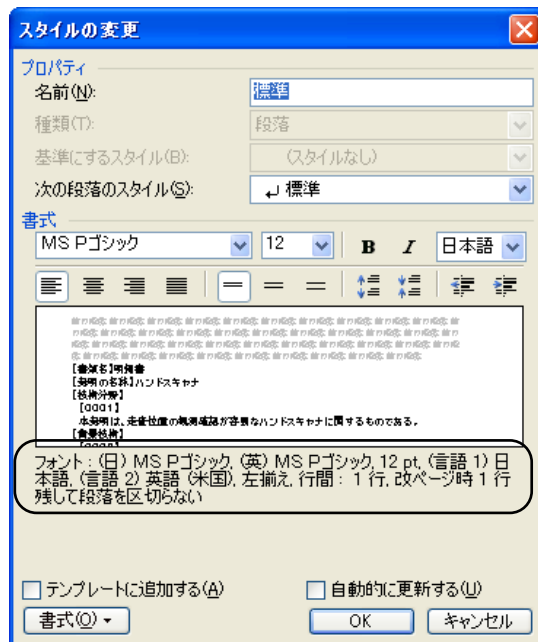 スタイルの変更
プロパティ
名前(N):
標準
種類(T):
段落
基準にするスタイル(B):
(スタイルなし)
次の段落のスタイル(S):
標準
書式
MS Pゴシック
12
B
I
日本語
【書類名】明細書
【発明の名称】ハンドスキャナ
【技術分野】
【0001】
本発明は、走査位置の観測確認が容易なハンドスキャナに関するものである。
【背景技術】
フォント : (日) MS Pゴシック, (英) MS Pゴシック, 12 pt, (言語 1) 日
本語, (言語 2) 英語 (米国), 左揃え, 行間 : 1 行, 改ページ時 1 行
残して段落を区切らない
テンプレートに追加する(A)
自動的に更新する(U)
書式(O)
OK
キャンセル